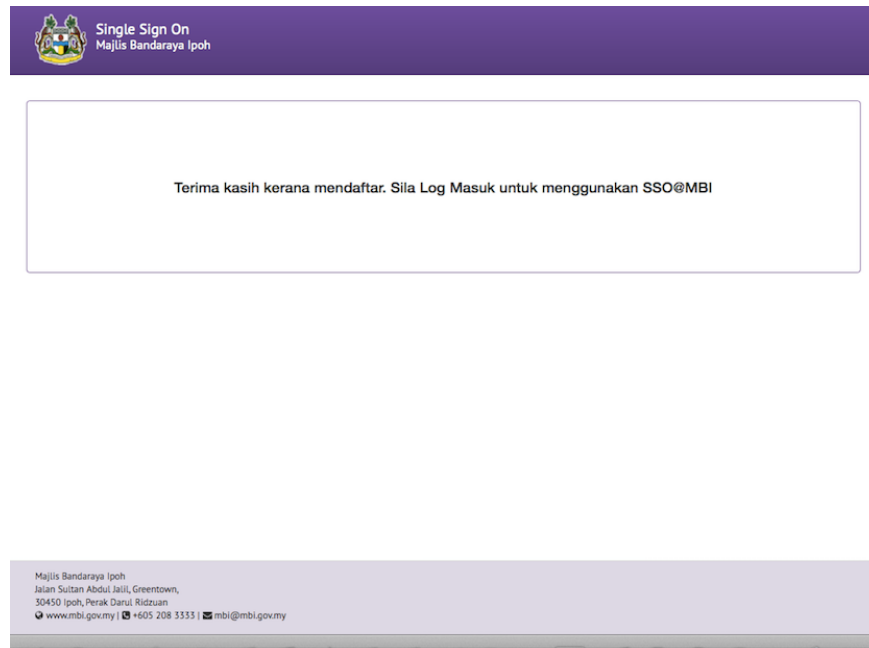 Single Sign On
Majlis Bandaraya Ipoh
Terima kasih kerana mendaftar. Sila Log Masuk untuk menggunakan SSO@MBI
Majlis Bandaraya Ipoh
Jalan Sultan Abdul Jalil, Greentown,
30450 Ipoh, Perak Darul Ridzuan
www.mbi.gov.my | +605 208 3333 | mbi@mbi.gov.my